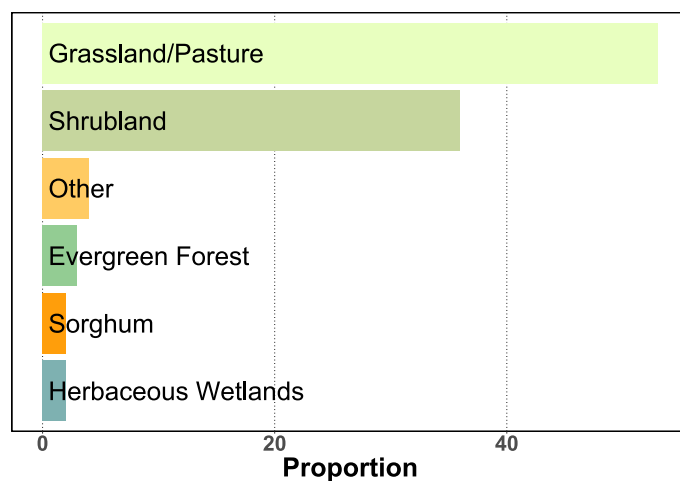 Grassland/Pasture
Shrubland
Other
Evergreen Forest
Sorghum
Herbaceous Wetlands
0 20 40
Proportion